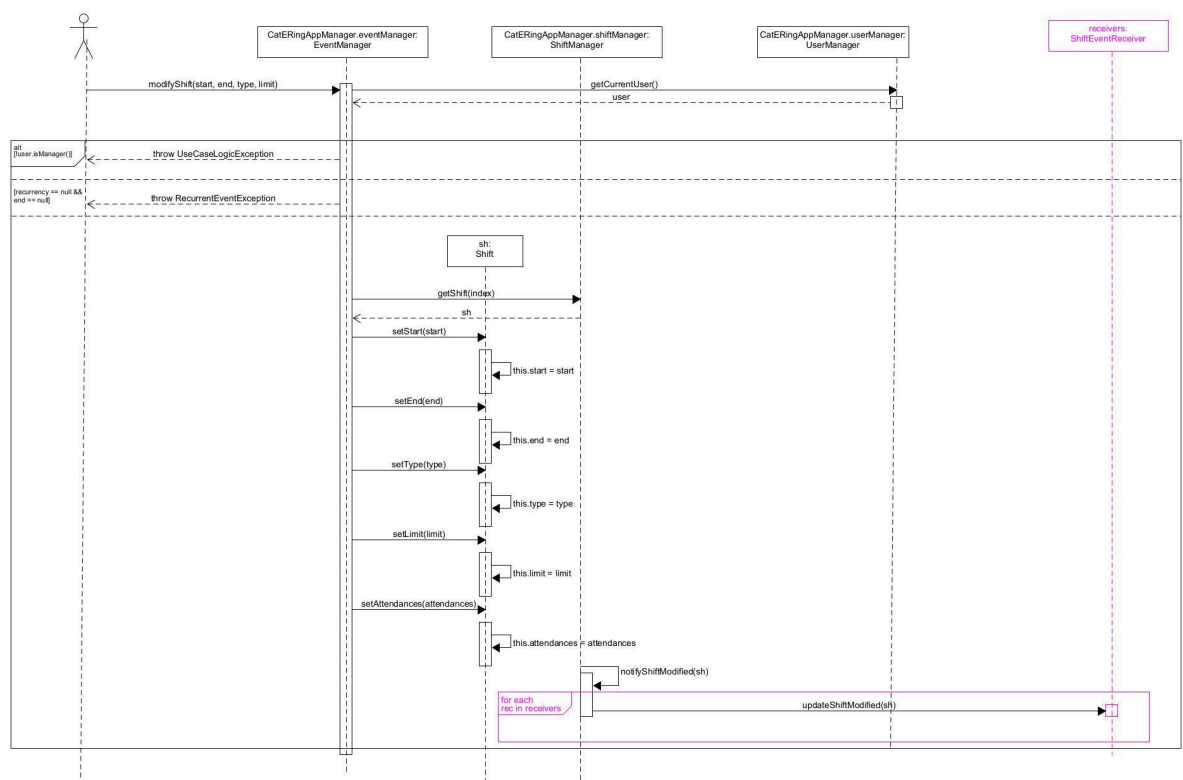 CatERingAppManager.eventManager:
EventManager
CatERingAppManager.shiftManager:
ShiftManager
CatERingAppManager.userManager:
UserManager
receivers:
ShiftEventReceiver
modifyShift(start, end, type, limit)
getCurrentUser()
user
alt
[!user.isManager()]
throw UseCaseLogicException
[recurrency == null &&
end == null]
throw RecurrentEventException
sh:
Shift
getShift(index)
sh
setStart(start)
this.start = start
setEnd(end)
this.end = end
setType(type)
this.type = type
setLimit(limit)
this.limit = limit
setAttendances(attendances)
this.attendances = attendances
notifyShiftModified(sh)
for each
rec in receivers
updateShiftModified(sh)